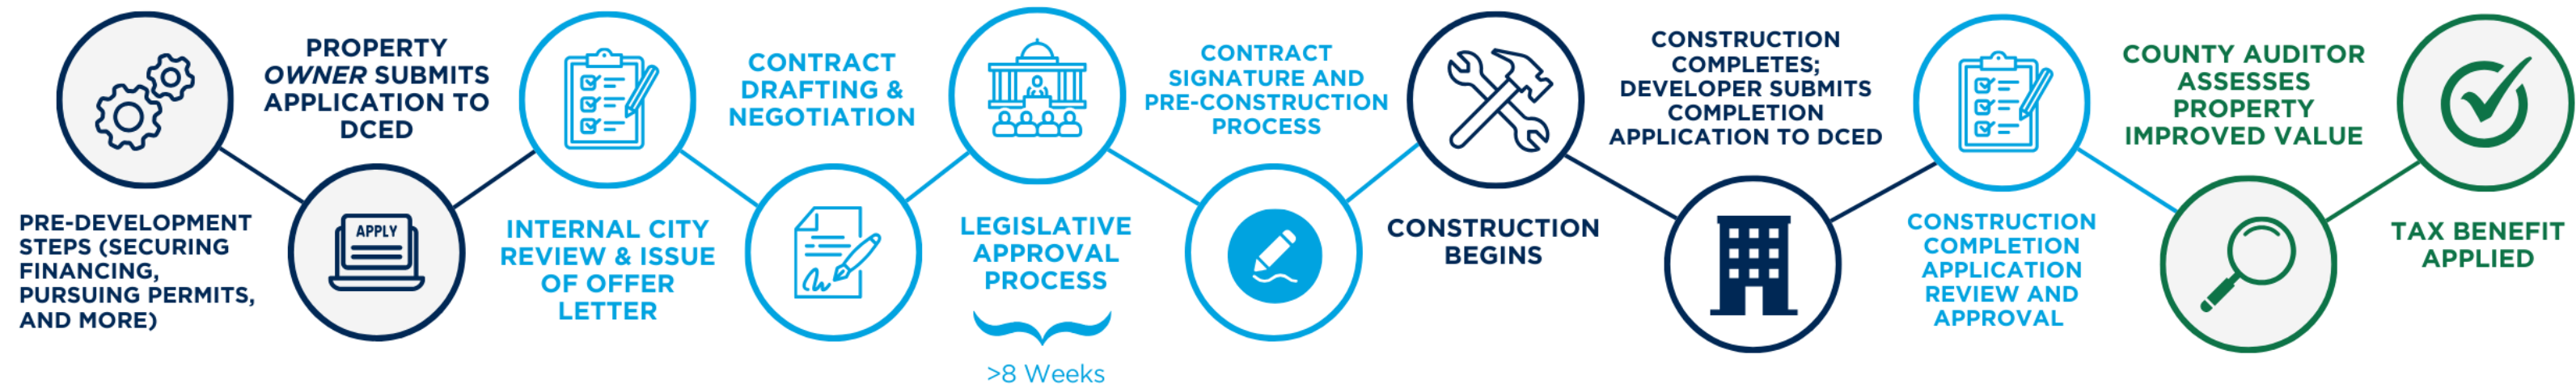 PRE-DEVELOPMENT
STEPS (SECURING
FINANCING,
PURSUING PERMITS,
AND MORE)
PROPERTY
OWNER SUBMITS
APPLICATION TO
DCED
APPLY
INTERNAL CITY
REVIEW & ISSUE
OF OFFER
LETTER
CONTRACT
DRAFTING &
NEGOTIATION
LEGISLATIVE
APPROVAL
PROCESS
>8 Weeks
CONTRACT
SIGNATURE AND
PRE-CONSTRUCTION
PROCESS
CONSTRUCTION
BEGINS
CONSTRUCTION
COMPLETES;
DEVELOPER SUBMITS
COMPLETION
APPLICATION TO DCED
CONSTRUCTION
COMPLETION
APPLICATION
REVIEW AND
APPROVAL
COUNTY AUDITOR
ASSESSES
PROPERTY
IMPROVED VALUE
TAX BENEFIT
APPLIED